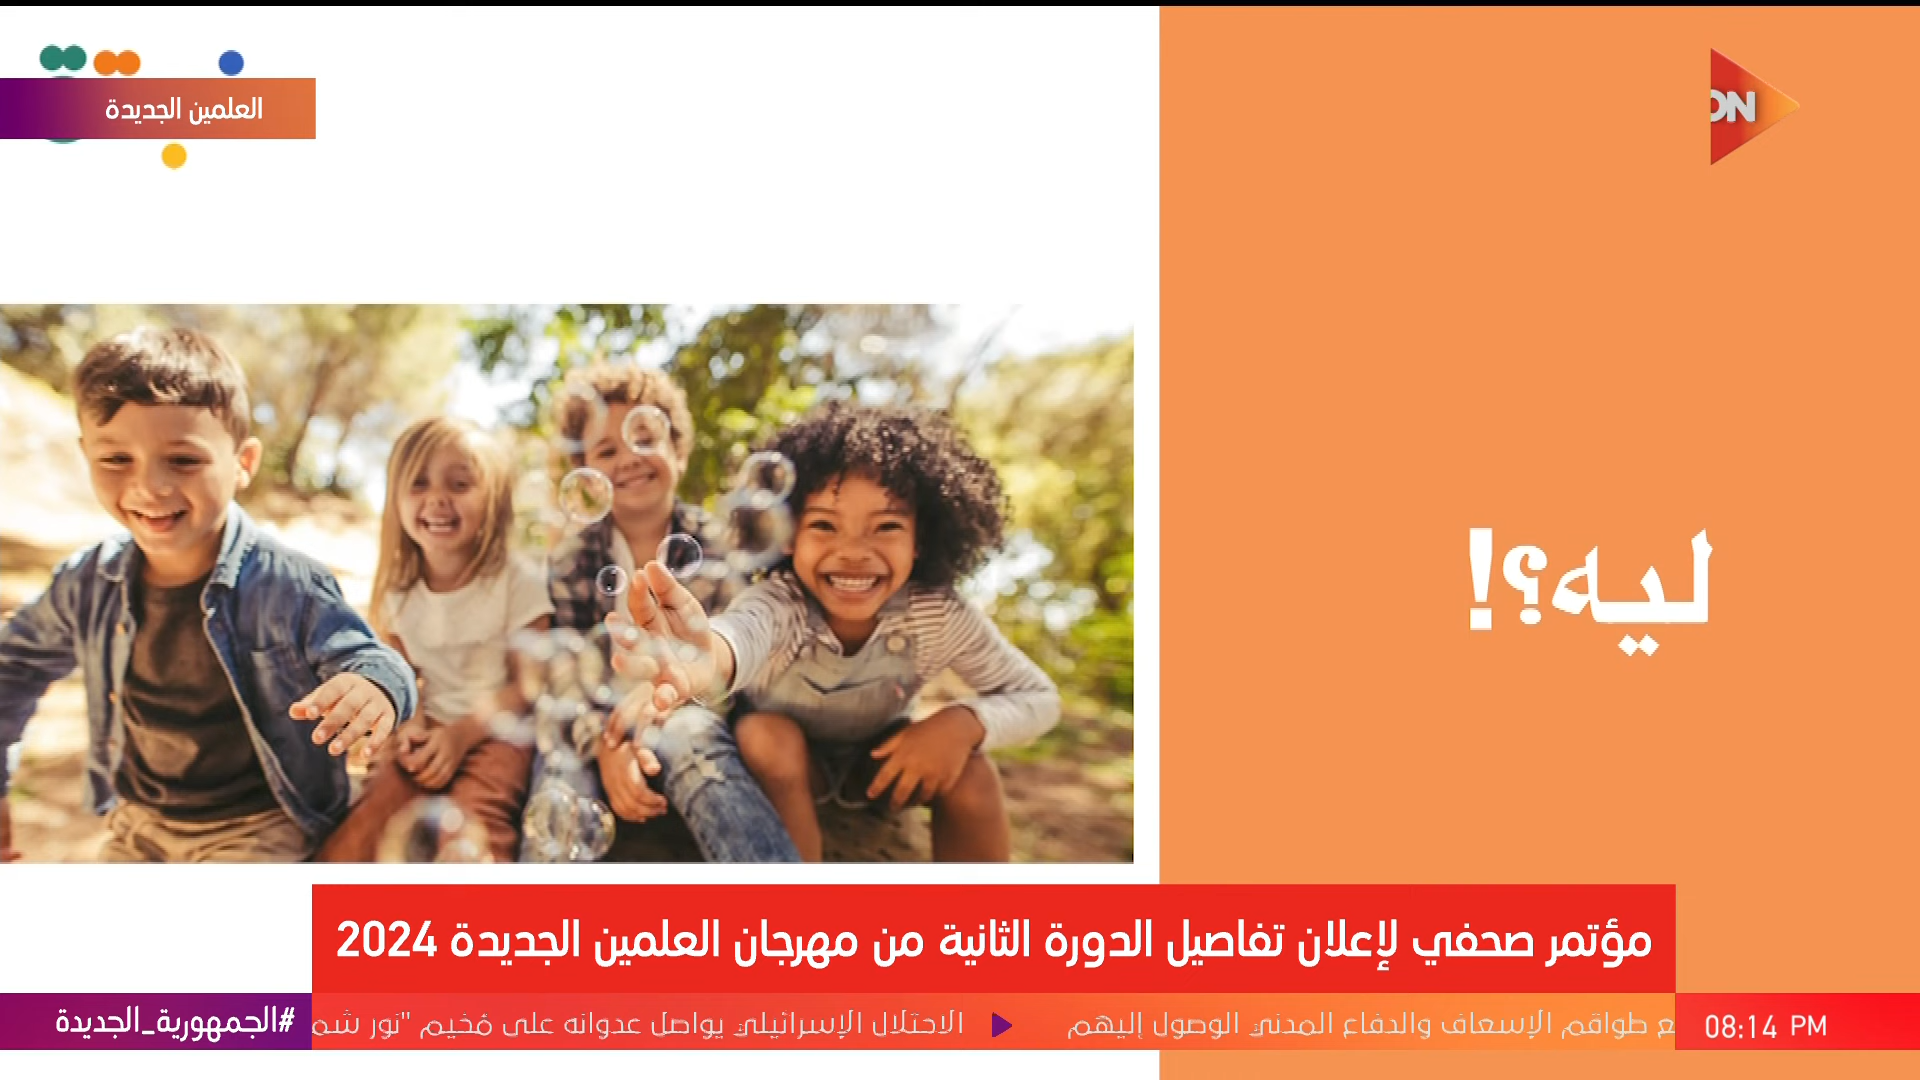 العلمين الجديدة
ON
ليه؟!
مؤتمر صحفي لإعلان تفاصيل الدورة الثانية من مهرجان العلمين الجديدة 2024
#الجمهورية_الجديدة
طواقم الإسعاف والدفاع المدني الوصول إليهم
الاحتلال الإسرائيلي يواصل عدوانه على مخيم "نور
08:14 PM